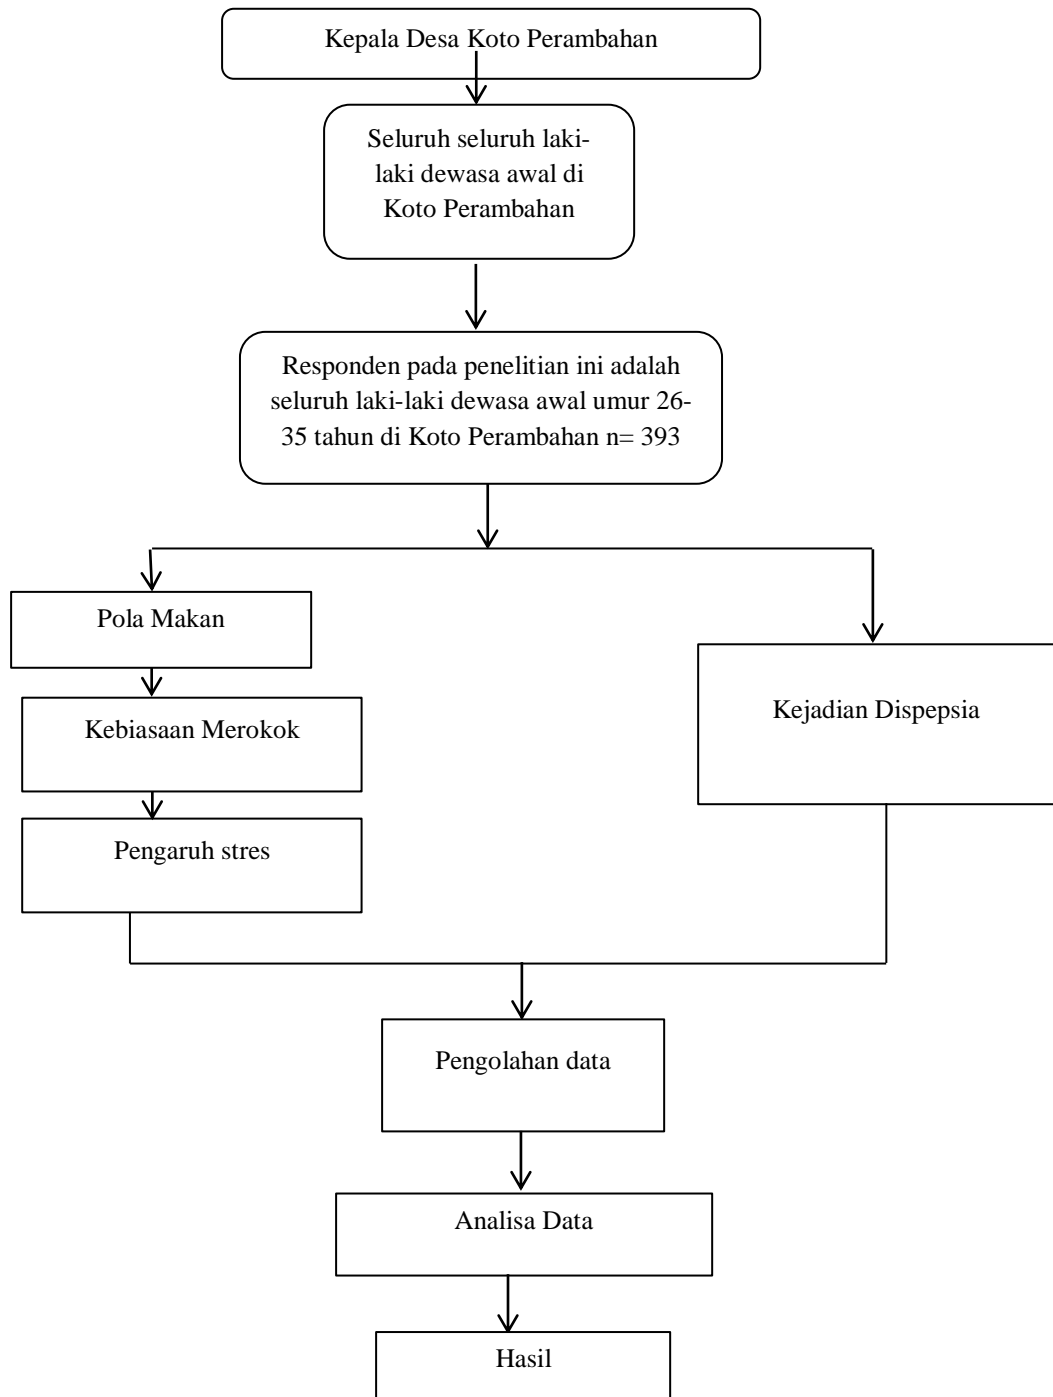 Kepala Desa Koto Perambahan
Seluruh seluruh laki-
laki dewasa awal di
Koto Perambahan
Responden pada penelitian ini adalah
seluruh laki-laki dewasa awal umur 26-
35 tahun di Koto Perambahan n= 393
Pola Makan
Kebiasaan Merokok
Pengaruh stres
Kejadian Dispepsia
Pengolahan data
Analisa Data
Hasil